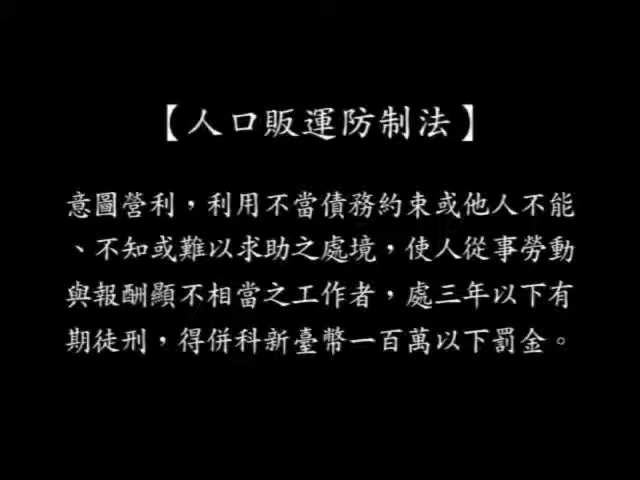 【人口販運防制法】
意圖營利，利用不當債務約束或他人不能
、不知或難以求助之處境，使人從事勞動
與報酬顯不相當之工作者，處三年以下有
期徒刑，得併科新臺幣一百萬以下罰金。